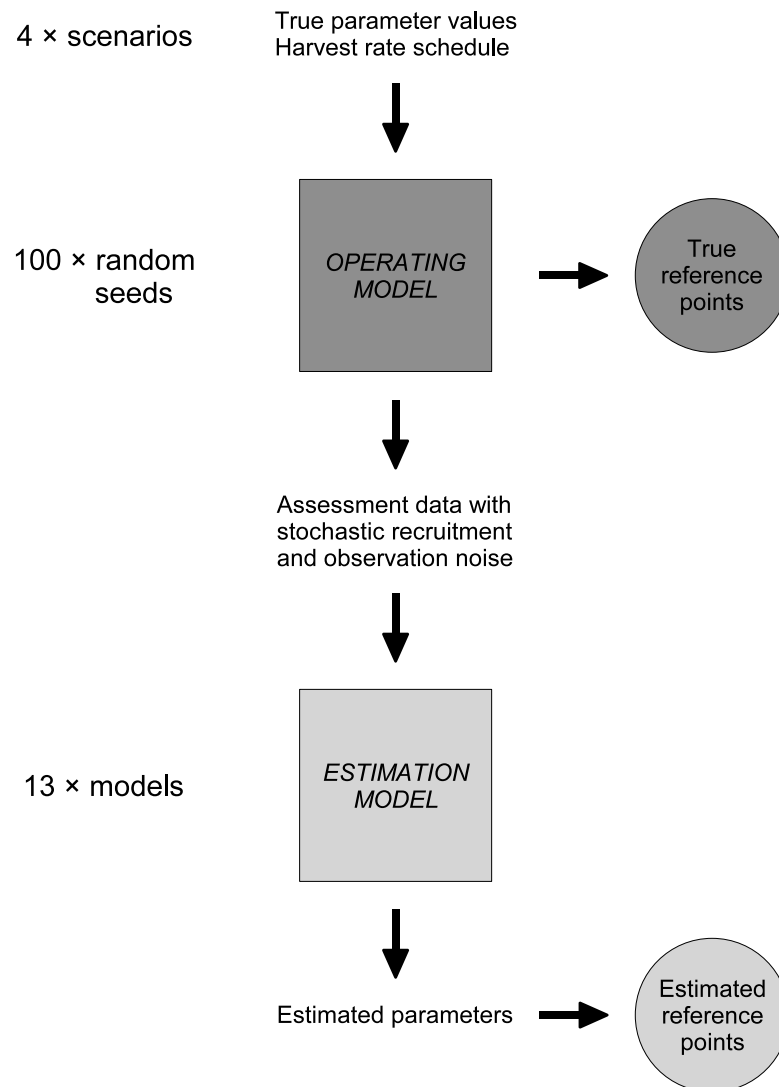 4 × scenarios
True parameter values
Harvest rate schedule
100 × random
seeds
OPERATING
MODEL
True
reference
points
Assessment data with
stochastic recruitment
and observation noise
13 × models
ESTIMATION
MODEL
Estimated parameters
Estimated
reference
points